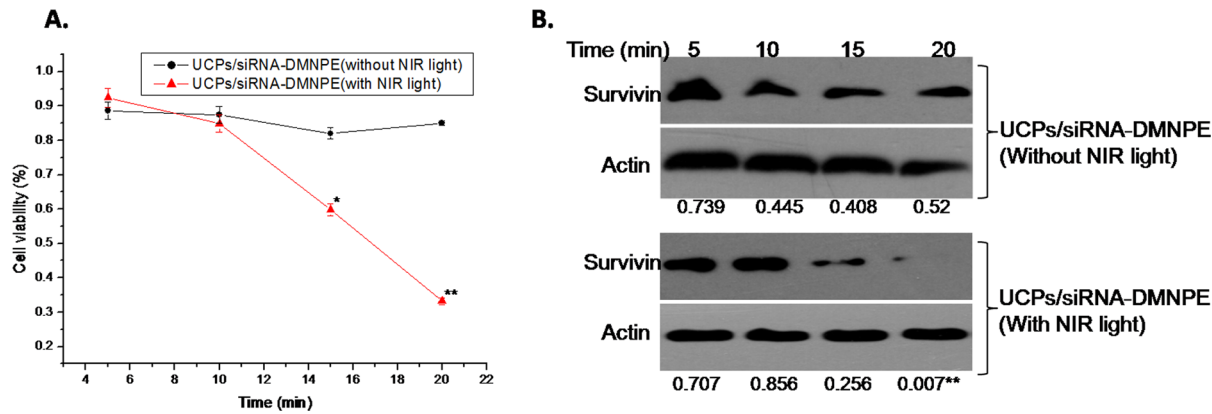 A.
UCPs/siRNA-DMNPE(without NIR light)
UCPs/siRNA-DMNPE(with NIR light)
1.0
0.9
0.8
0.7
0.6
0.5
0.4
0.3
0.2
Cell viability (%)
*
**
4 6 8 10 12 14 16 18 20 22
Time (min)
B.
Time (min) 5 10 15 20
Survivin
Actin
0.739 0.445 0.408 0.52
UCPs/siRNA-DMNPE
(Without NIR light)
Survivin
Actin
0.707 0.856 0.256 0.007**
UCPs/siRNA-DMNPE
(With NIR light)